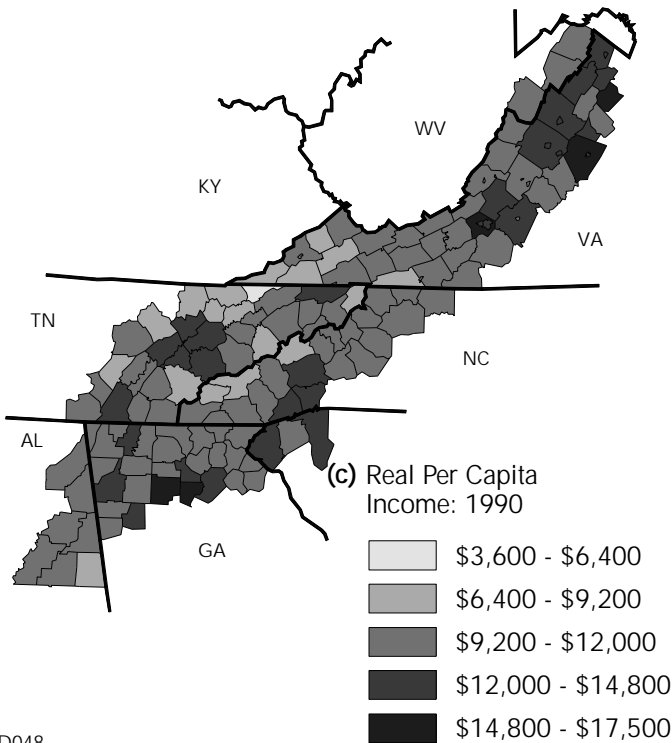 WV
KY
VA
TN
NC
AL
GA
(c) Real Per Capita
Income: 1990
$3,600 - $6,400
$6,400 - $9,200
$9,200 - $12,000
$12,000 - $14,800
$14,800 - $17,500